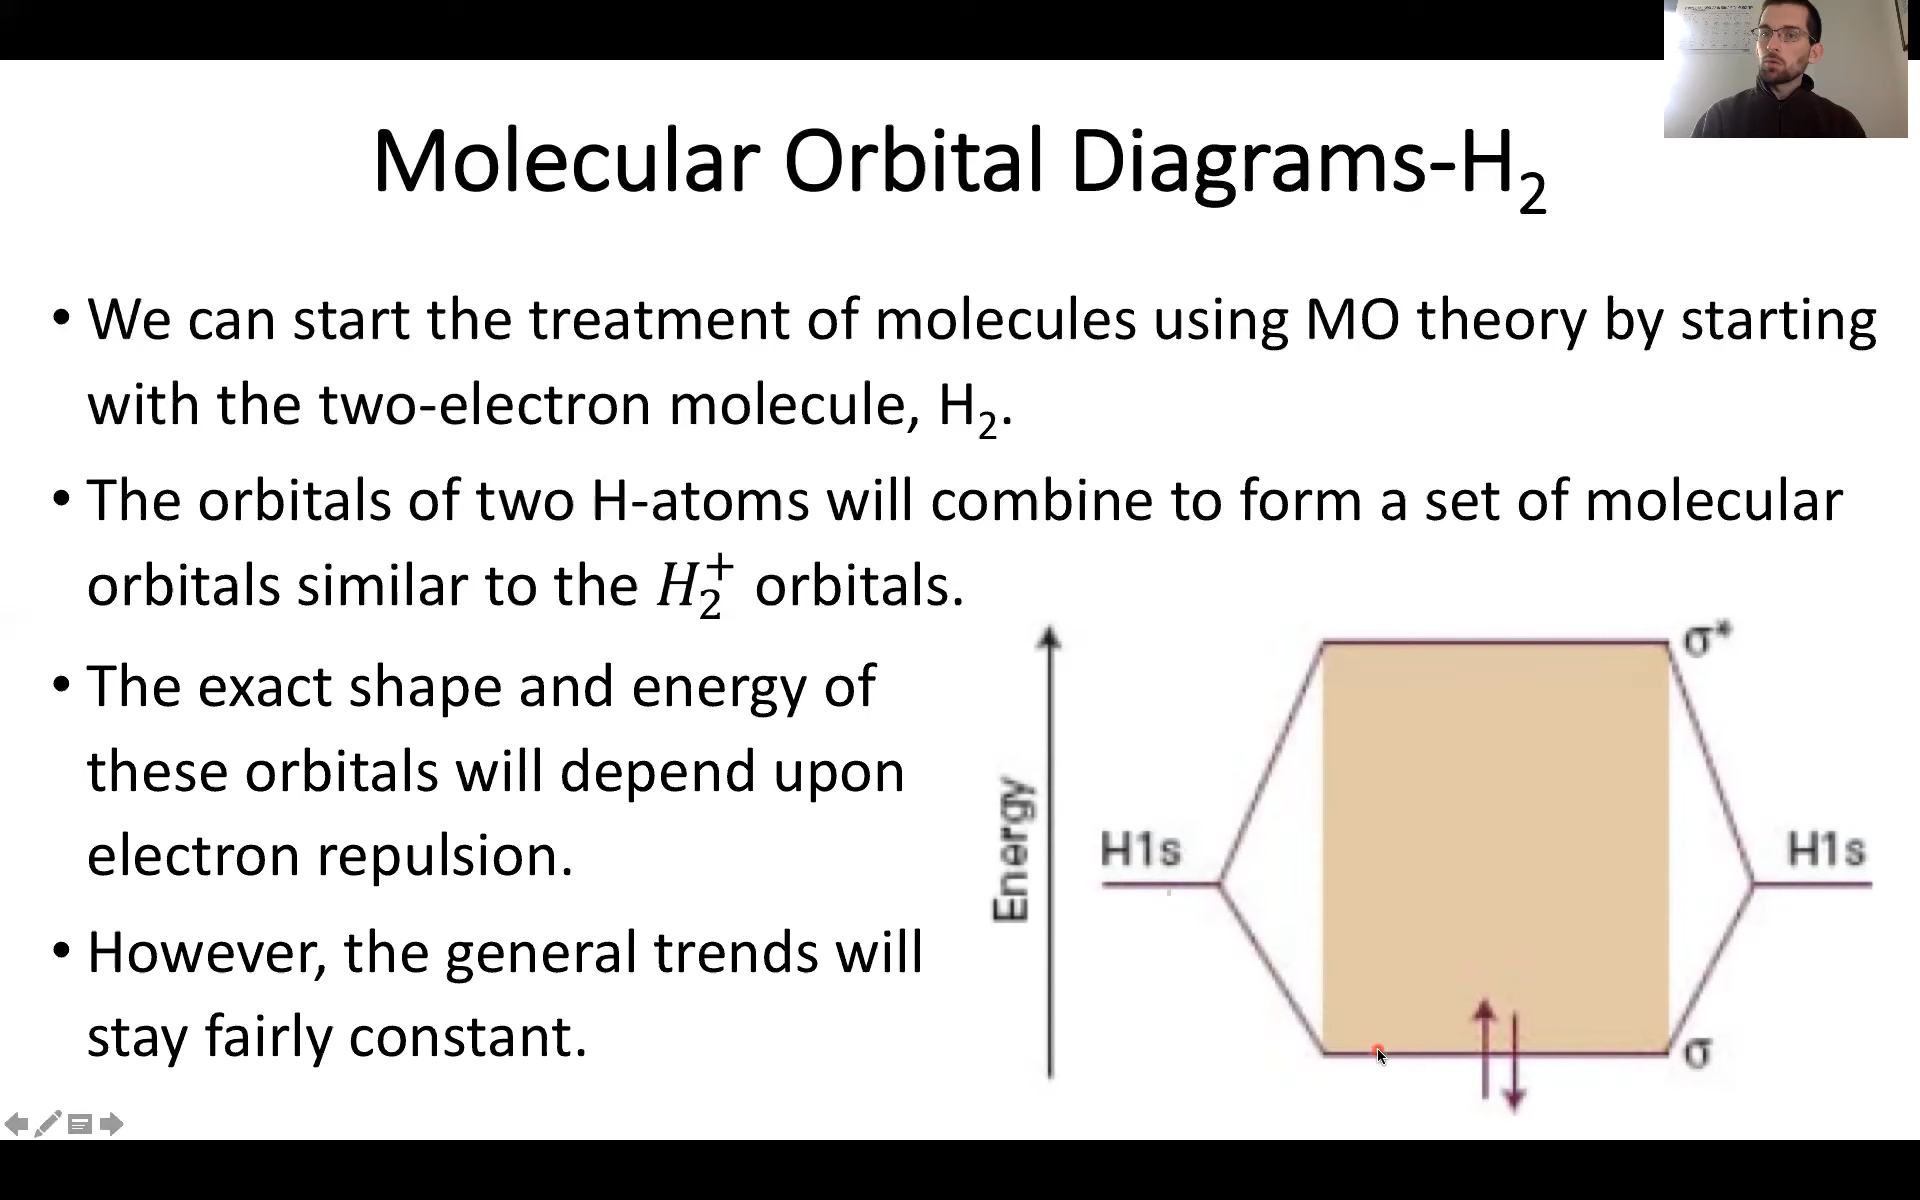 Molecular Orbital Diagrams-H₂
• We can start the treatment of molecules using MO theory by starting
with the two-electron molecule, H₂.
• The orbitals of two H-atoms will combine to form a set of molecular
orbitals similar to the H₂⁺ orbitals.
• The exact shape and energy of
these orbitals will depend upon
electron repulsion.
• However, the general trends will
stay fairly constant.
Energy
σ*
H1s
H1s
σ